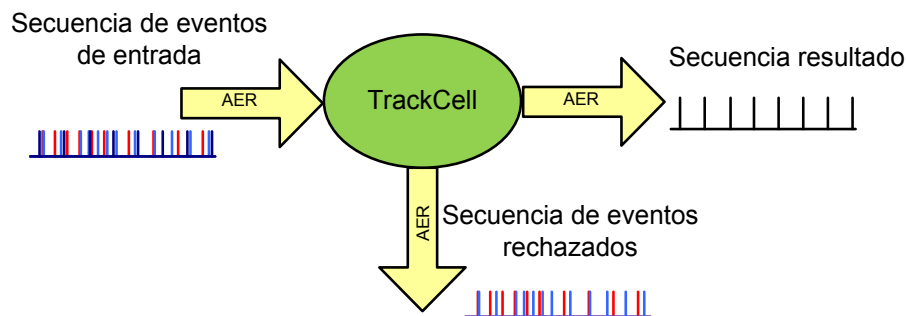 Secuencia de eventos
de entrada
AER
TrackCell
AER
Secuencia resultado
AER
Secuencia de eventos
rechazados